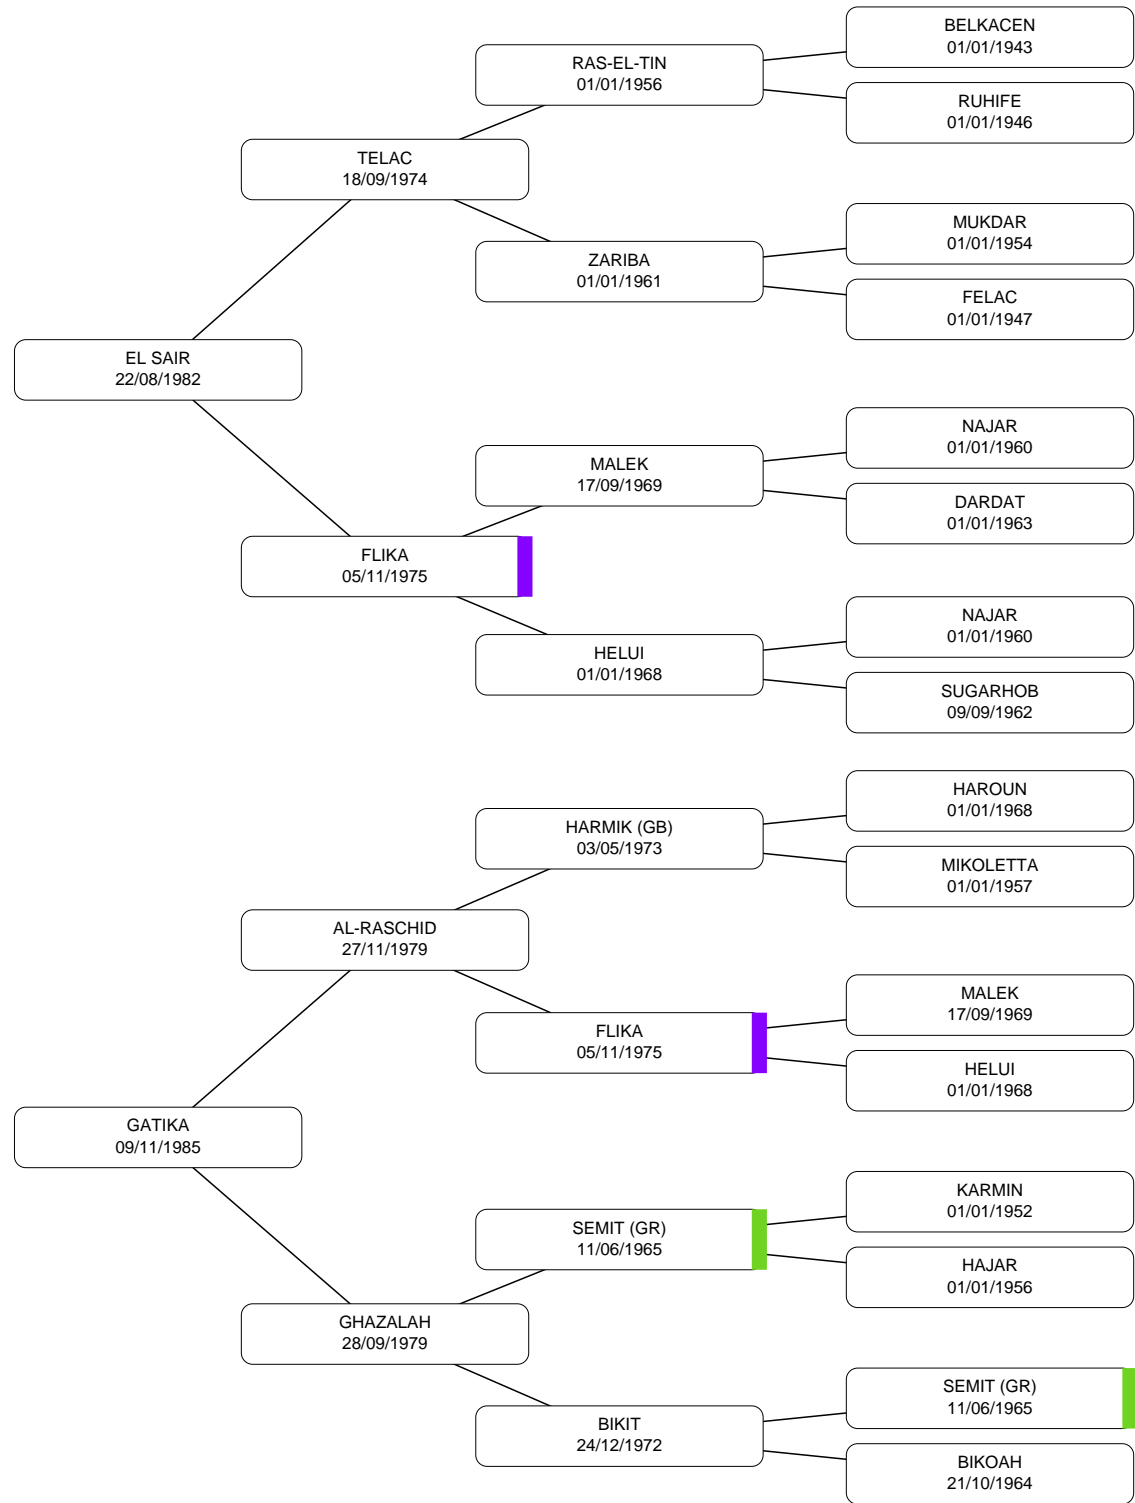 BELKACEN
01/01/1943
RAS-EL-TIN
01/01/1956
RUHIFE
01/01/1946
TELAC
18/09/1974
MUKDAR
01/01/1954
ZARIBA
01/01/1961
FELAC
01/01/1947
EL SAIR
22/08/1982
NAJAR
01/01/1960
MALEK
17/09/1969
DARDAT
01/01/1963
FLIKA
05/11/1975
NAJAR
01/01/1960
HELUI
01/01/1968
SUGARHOB
09/09/1962
HAROUN
01/01/1968
HARMIK (GB)
03/05/1973
MIKOLETTA
01/01/1957
AL-RASCHID
27/11/1979
MALEK
17/09/1969
FLIKA
05/11/1975
HELUI
01/01/1968
GATIKA
09/11/1985
KARMIN
01/01/1952
SEMIT (GR)
11/06/1965
HAJAR
01/01/1956
GHAZALAH
28/09/1979
SEMIT (GR)
11/06/1965
BIKIT
24/12/1972
BIKOAH
21/10/1964